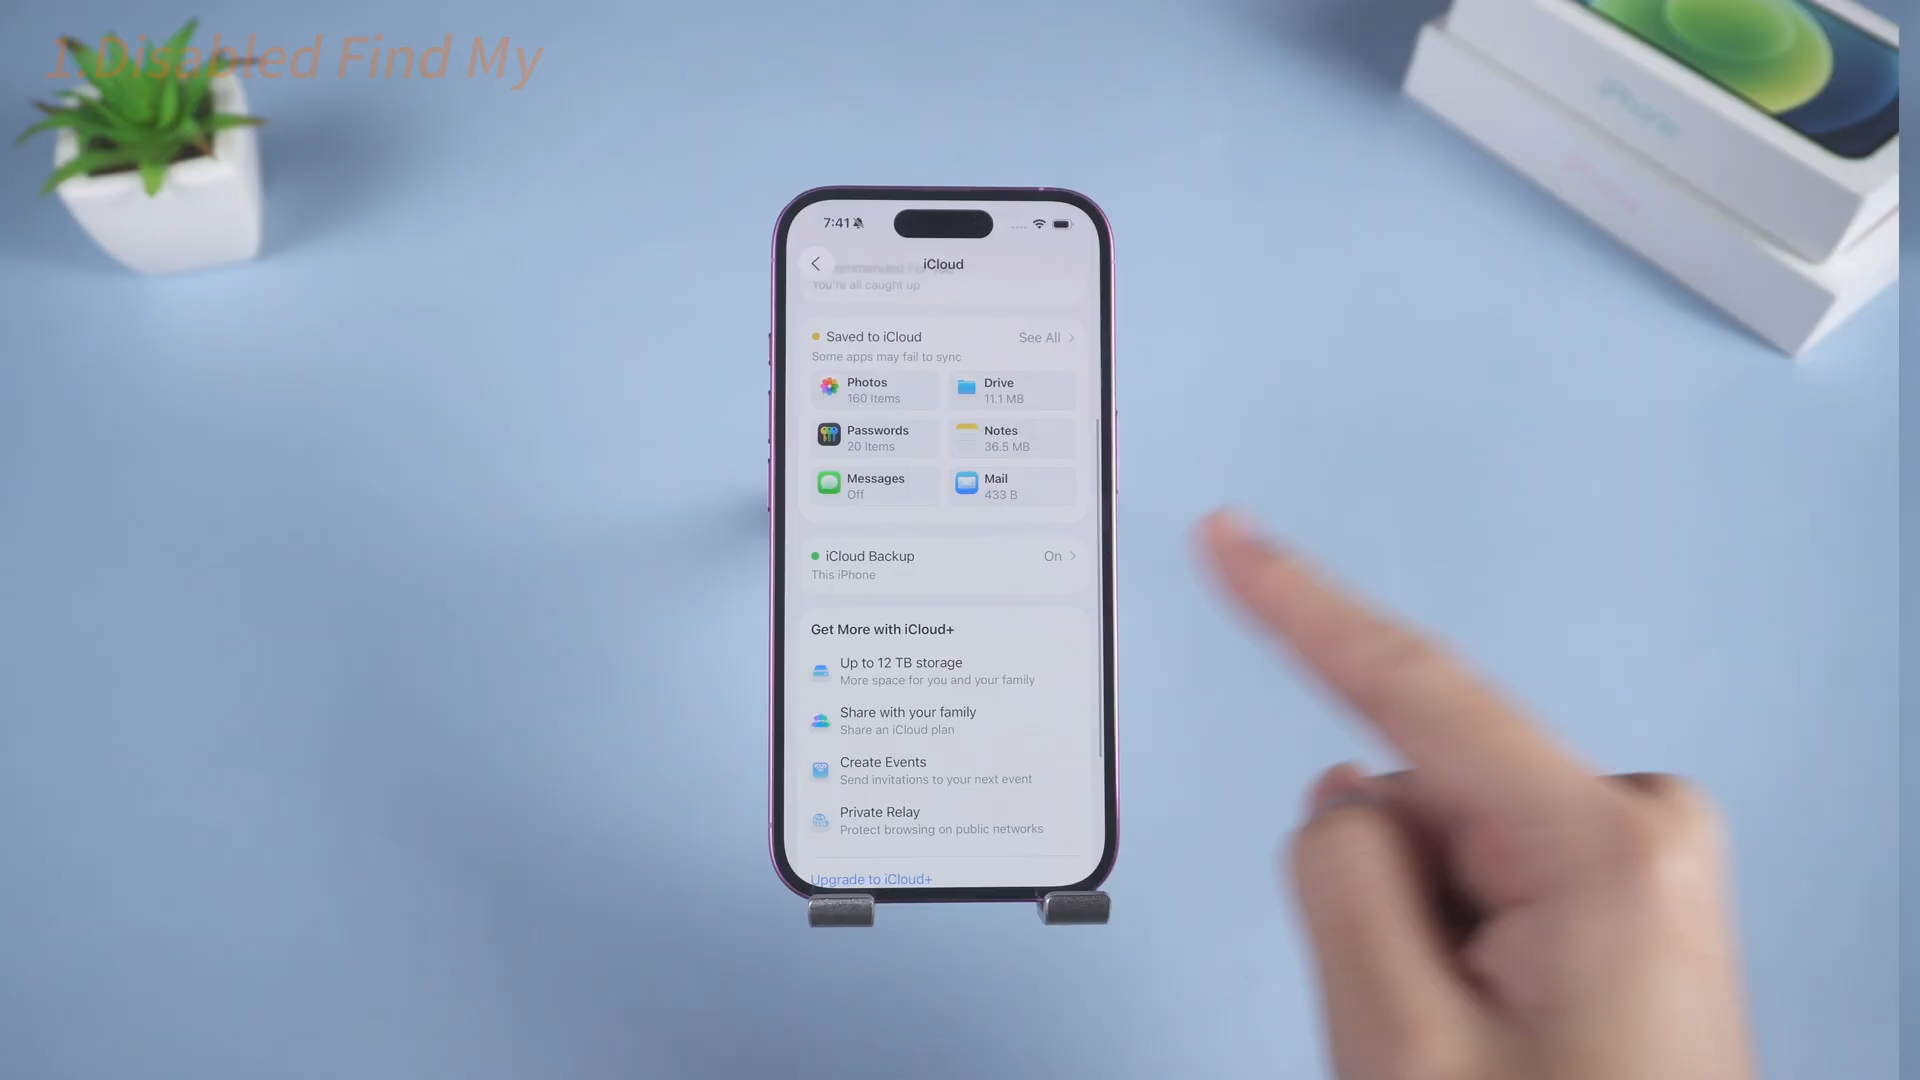 1.Disabled Find My
iPhone
7:41
iCloud
You're all caught up
Saved to iCloud
See All
Some apps may fail to sync
Photos
160 Items
Drive
11.1 MB
Passwords
20 Items
Notes
36.5 MB
Messages
Off
Mail
433 B
iCloud Backup
On
This iPhone
Get More with iCloud+
Up to 12 TB storage
More space for you and your family
Share with your family
Share an iCloud plan
Create Events
Send invitations to your next event
Private Relay
Protect browsing on public networks
Upgrade to iCloud+